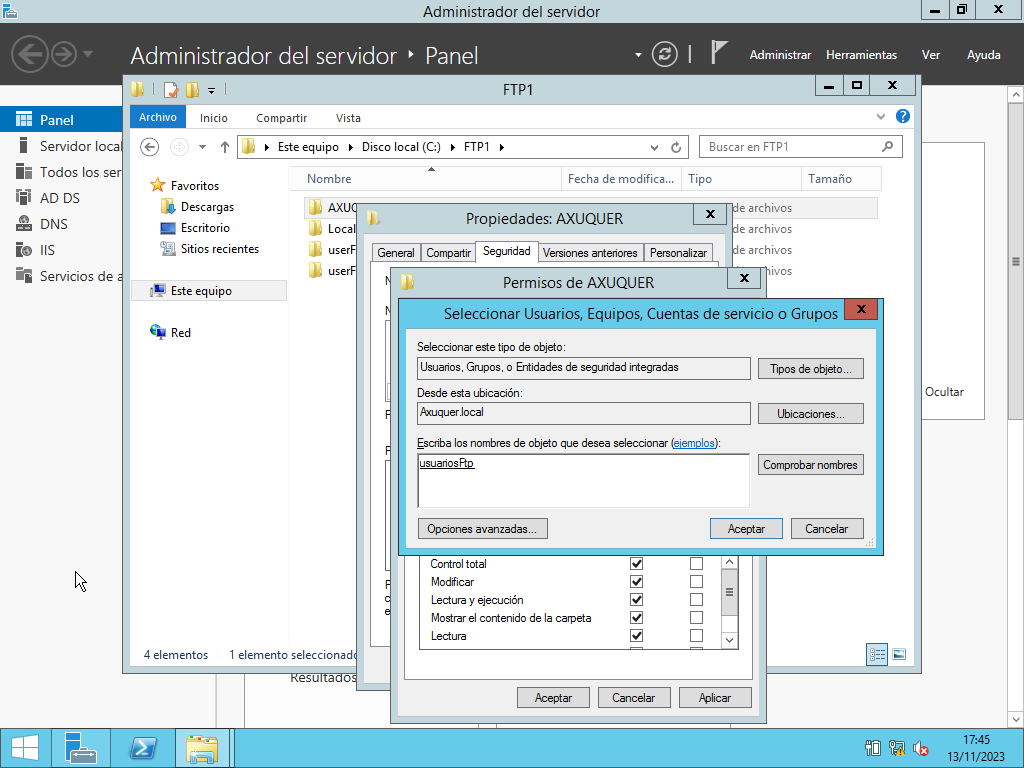 Administrador del servidor
Administrador del servidor
Panel
Administrar
Herramientas
Ver
Ayuda
Panel
Servidor local
Todos los ser
AD DS
DNS
IIS
Servicios de a
FTP1
Archivo
Inicio
Compartir
Vista
Este equipo
Disco local (C:)
FTP1
Buscar en FTP1
Favoritos
Descargas
Escritorio
Sitios recientes
Este equipo
Red
Nombre
Fecha de modifica...
Tipo
Tamaño
AXUQ
de archivos
Local
de archivos
userF
de archivos
userF
de archivos
4 elementos
1 elemento seleccionado
Ocultar
Resultados
Propiedades: AXUQUER
General
Compartir
Seguridad
Versiones anteriores
Personalizar
Permisos de AXUQUER
Seleccionar Usuarios, Equipos, Cuentas de servicio o Grupos
Seleccionar este tipo de objeto:
Usuarios, Grupos, o Entidades de seguridad integradas
Tipos de objeto...
Desde esta ubicación:
Axuquer.local
Ubicaciones...
Escriba los nombres de objeto que desea seleccionar (ejemplos):
usuariosFtp
Comprobar nombres
Opciones avanzadas...
Aceptar
Cancelar
Control total
Modificar
Lectura y ejecución
Mostrar el contenido de la carpeta
Lectura
Aceptar
Cancelar
Aplicar
17:45
13/11/2023